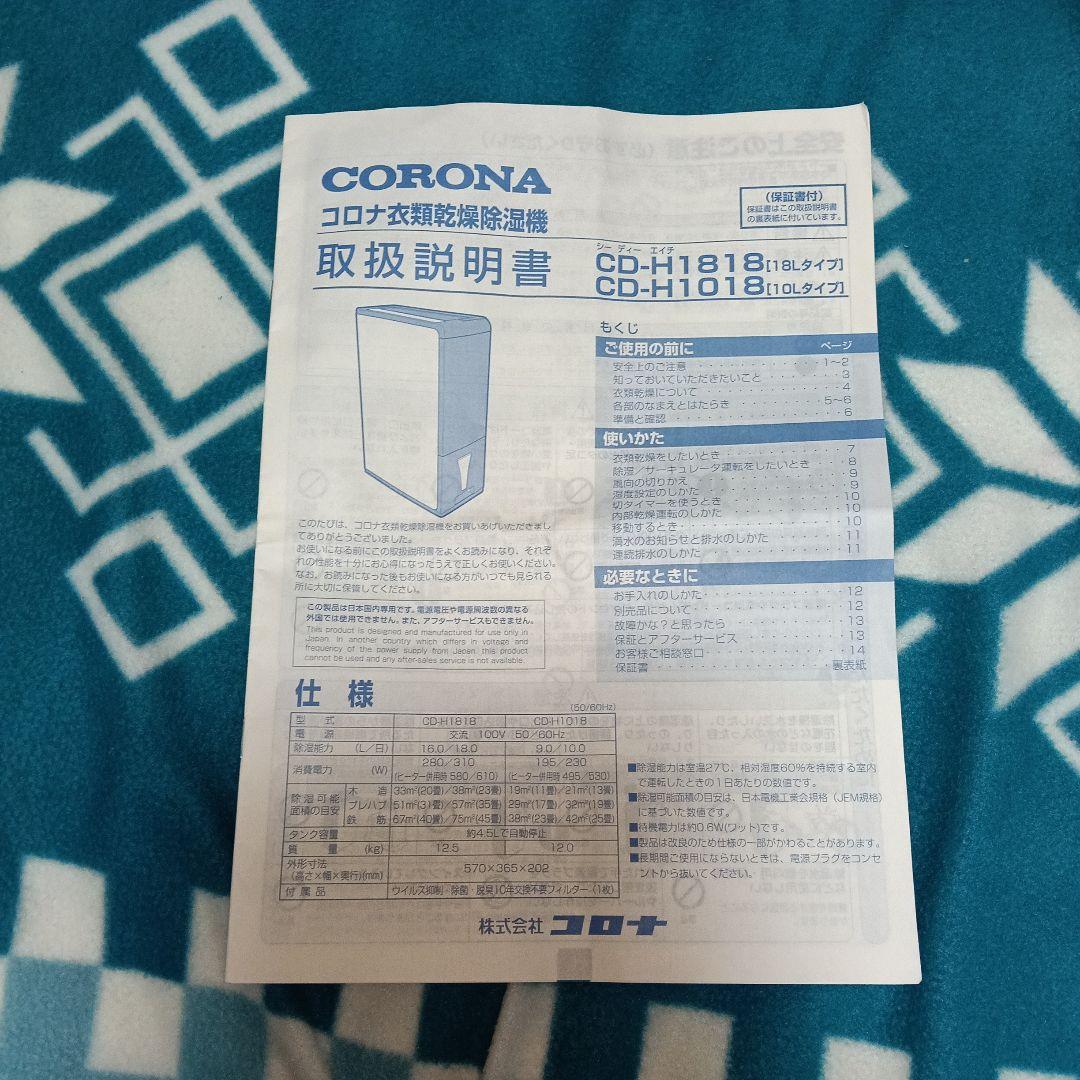 CORONA
コロナ衣類乾燥除湿機
取扱説明書
(保証書付)
保証書はこの取扱説明書
の裏表紙に付いています。
シー ディー エイチ
CD-H1818[18Lタイプ]
CD-H1018[10Lタイプ]
もくじ
ご使用の前に ページ
安全上のご注意 ・・・・・・・・・・・・・1〜2
知っておいていただきたいこと ・・・・・・・・3
衣類乾燥について ・・・・・・・・・・・・・4
各部のなまえとはたらき ・・・・・・・・・5〜6
準備と確認 ・・・・・・・・・・・・・・・・6
使いかた
衣類乾燥をしたいとき ・・・・・・・・・・・・7
除湿/サーキュレータ運転をしたいとき ・・・・8
風向の切りかえ ・・・・・・・・・・・・・・9
湿度設定のしかた ・・・・・・・・・・・・・9
切タイマーを使うとき ・・・・・・・・・・・10
内部乾燥運転のしかた ・・・・・・・・・・・10
移動するとき ・・・・・・・・・・・・・・・10
満水のお知らせと排水のしかた ・・・・・・・11
連続排水のしかた ・・・・・・・・・・・・・11
必要なときに
お手入れのしかた・・・・・・・・・・・・・12
別売品について・・・・・・・・・・・・・・12
故障かな?と思ったら ・・・・・・・・・・・13
保証とアフターサービス ・・・・・・・・・・13
お客様ご相談窓口・・・・・・・・・・・・・14
保証書 ・・・・・・・・・・・・・・・裏表紙
このたびは、コロナ衣類乾燥除湿機をお買いあげいただきまし
てありがとうございました。
お使いになる前にこの取扱説明書をよくお読みになり、それぞ
れの性能を十分にお心得になったうえで正しくお使いください。
なお、お読みになった後もお使いになる方がいつでも見られる
所に大切に保管してください。
この製品は日本国内専用です。電源電圧や電源周波数の異なる
外国では使用できません。また、アフターサービスもできません。
This product is designed and manufactured for use only in
Japan. In another country which differs in voltage and
frequency of the power supply from Japan, this product
cannot be used and any after-sales service is not available.
仕様
(50/60Hz)
型式 CD-H1818 CD-H1018
電源 交流 100V 50/60Hz
除湿能力 (L/日) 16.0/18.0 9.0/10.0
消費電力 (W) 280/310 195/230
(ヒーター併用時 580/610) (ヒーター併用時 495/530)
除湿可能面積の目安 木造 33m²(20畳)/38m²(23畳) 19m²(11畳)/21m²(13畳)
プレハブ 51m²(31畳)/57m²(35畳) 29m²(17畳)/32m²(19畳)
鉄筋 67m²(40畳)/75m²(45畳) 38m²(23畳)/42m²(25畳)
タンク容量 約4.5Lで自動停止
質量 (kg) 12.5 12.0
外形寸法
(高さ×幅×奥行)(mm) 570×365×202
付属品 ウイルス抑制・除菌・脱臭10年交換不要フィルター(1枚)
■除湿能力は室温27℃、相対湿度60%を持続する室内
で運転したときの1日あたりの数値です。
■除湿可能面積の目安は、日本電機工業会規格(JEM規格)
に基づいた数値です。
■待機電力は約0.6W(ワット)です。
■製品は改良のため仕様の一部がかわることがあります。
■長期間ご使用にならないときは、電源プラグをコンセ
ントから抜いてください。
株式会社 コロナ